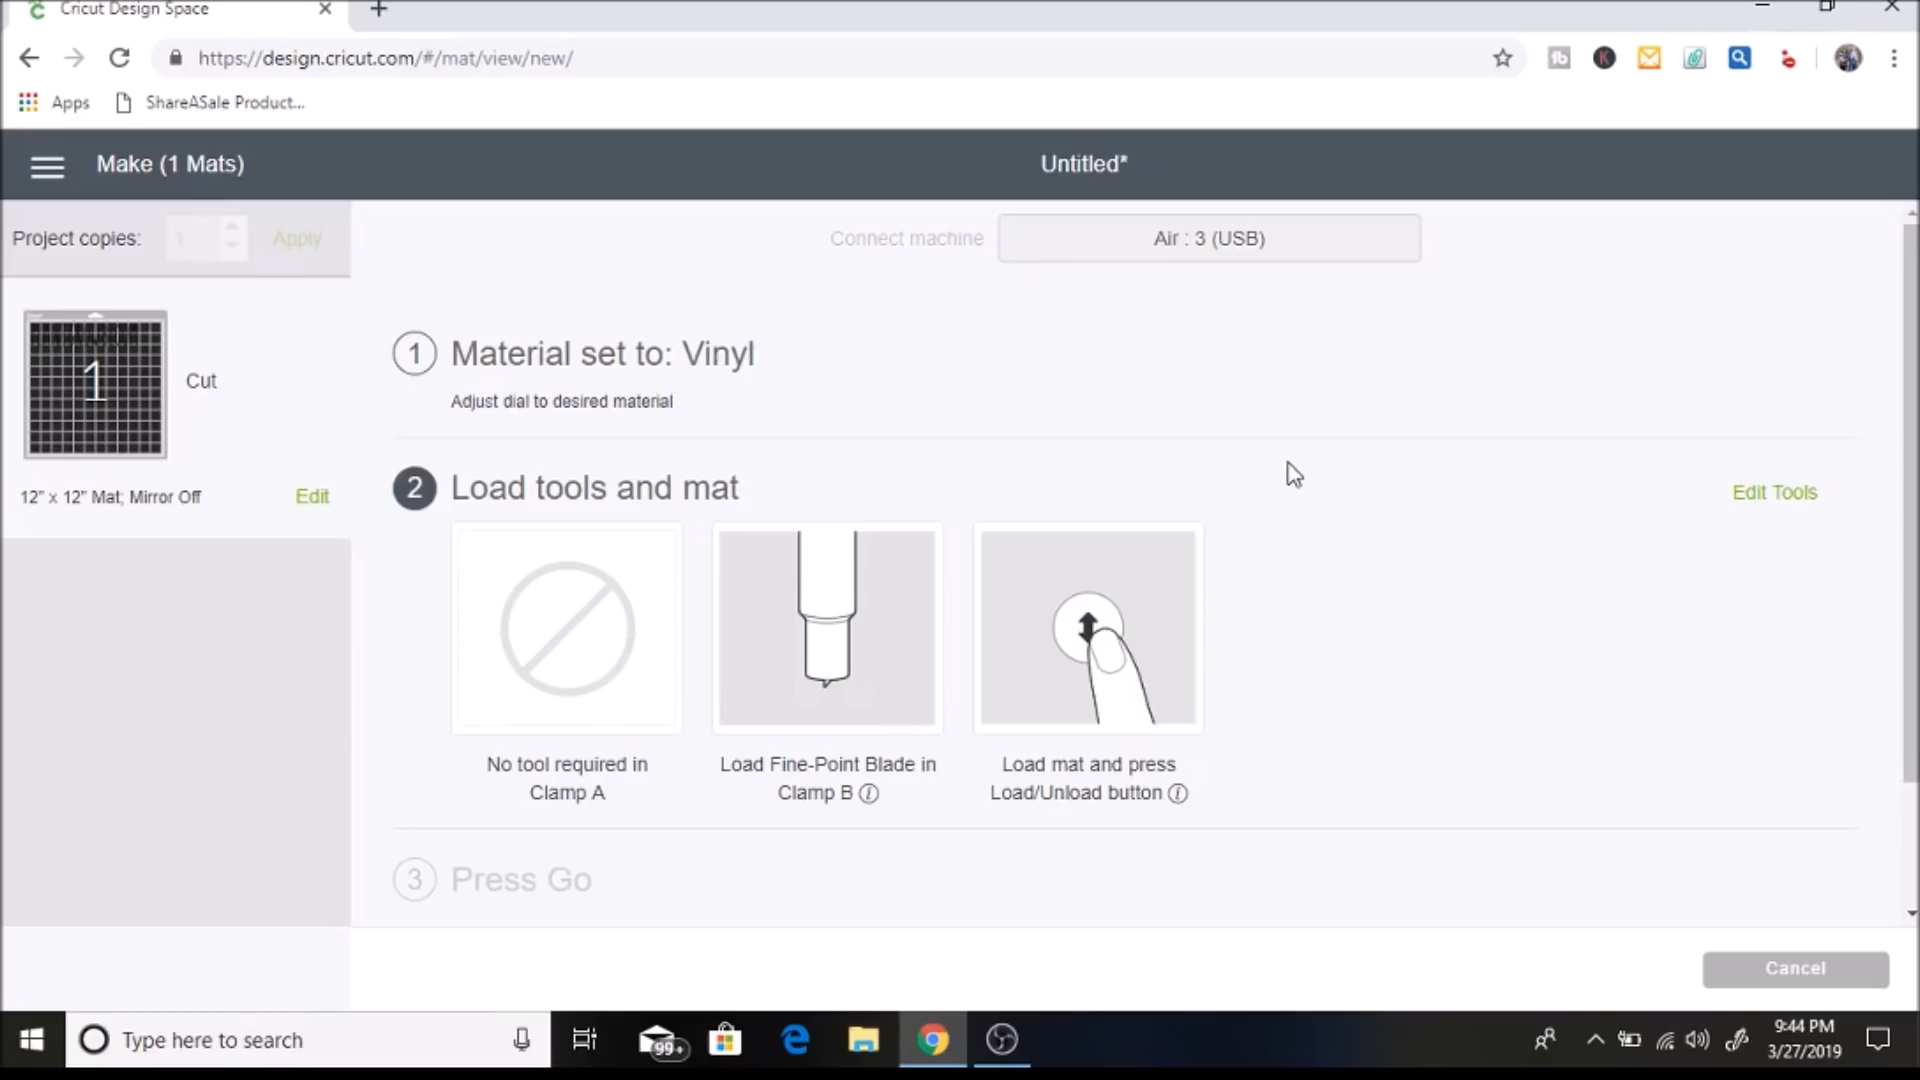 Cricut Design Space
https://design.cricut.com/#/mat/view/new/
Apps
ShareASale Product...
Make (1 Mats)
Untitled*
Project copies: 1 Apply
Connect machine
Air : 3 (USB)
1
Cut
12" x 12" Mat; Mirror Off
Edit
1 Material set to: Vinyl
Adjust dial to desired material
2 Load tools and mat
Edit Tools
No tool required in
Clamp A
Load Fine-Point Blade in
Clamp B
Load mat and press
Load/Unload button
3 Press Go
Cancel
Type here to search
99+
9:44 PM
3/27/2019